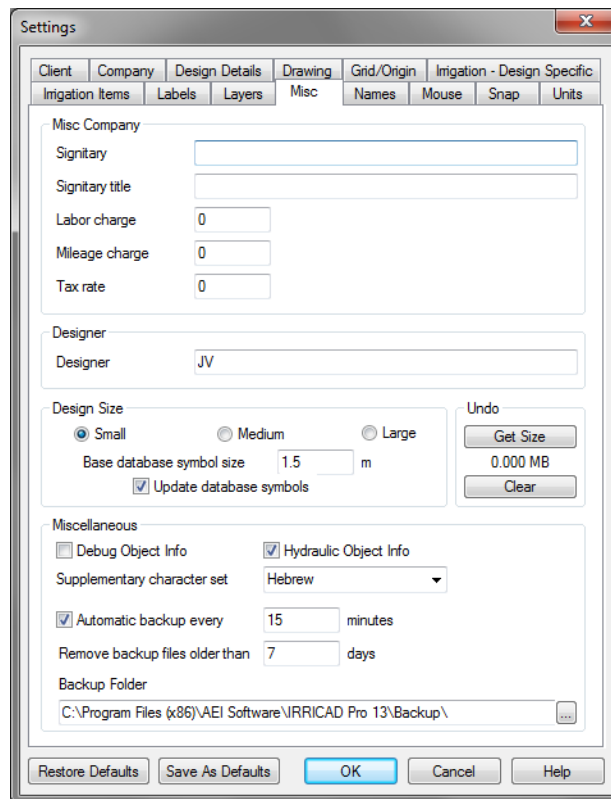 Settings
Client Company Design Details Drawing Grid/Origin Irrigation - Design Specific
Irrigation Items Labels Layers Misc Names Mouse Snap Units
Misc Company
Signitary
Signitary title
Labor charge 0
Mileage charge 0
Tax rate 0
Designer
Designer JV
Design Size
Small Medium Large
Base database symbol size 1.5 m
Update database symbols
Undo
Get Size
0.000 MB
Clear
Miscellaneous
Debug Object Info Hydraulic Object Info
Supplementary character set Hebrew
Automatic backup every 15 minutes
Remove backup files older than 7 days
Backup Folder
C:\Program Files (x86)\AEI Software\IRRICAD Pro 13\Backup\ ...
Restore Defaults Save As Defaults OK Cancel Help